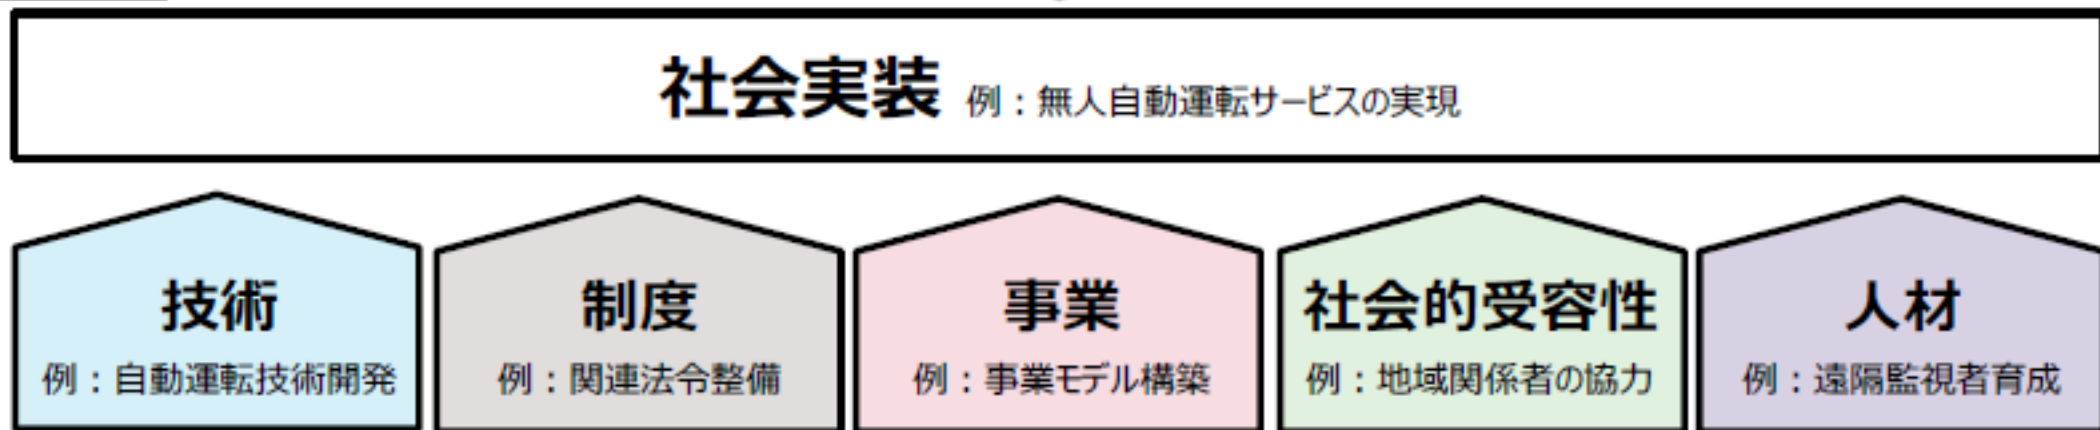 社会実装 例：無人自動運転サービスの実現
技術
例：自動運転技術開発
制度
例：関連法令整備
事業
例：事業モデル構築
社会的受容性
例：地域関係者の協力
人材
例：遠隔監視者育成